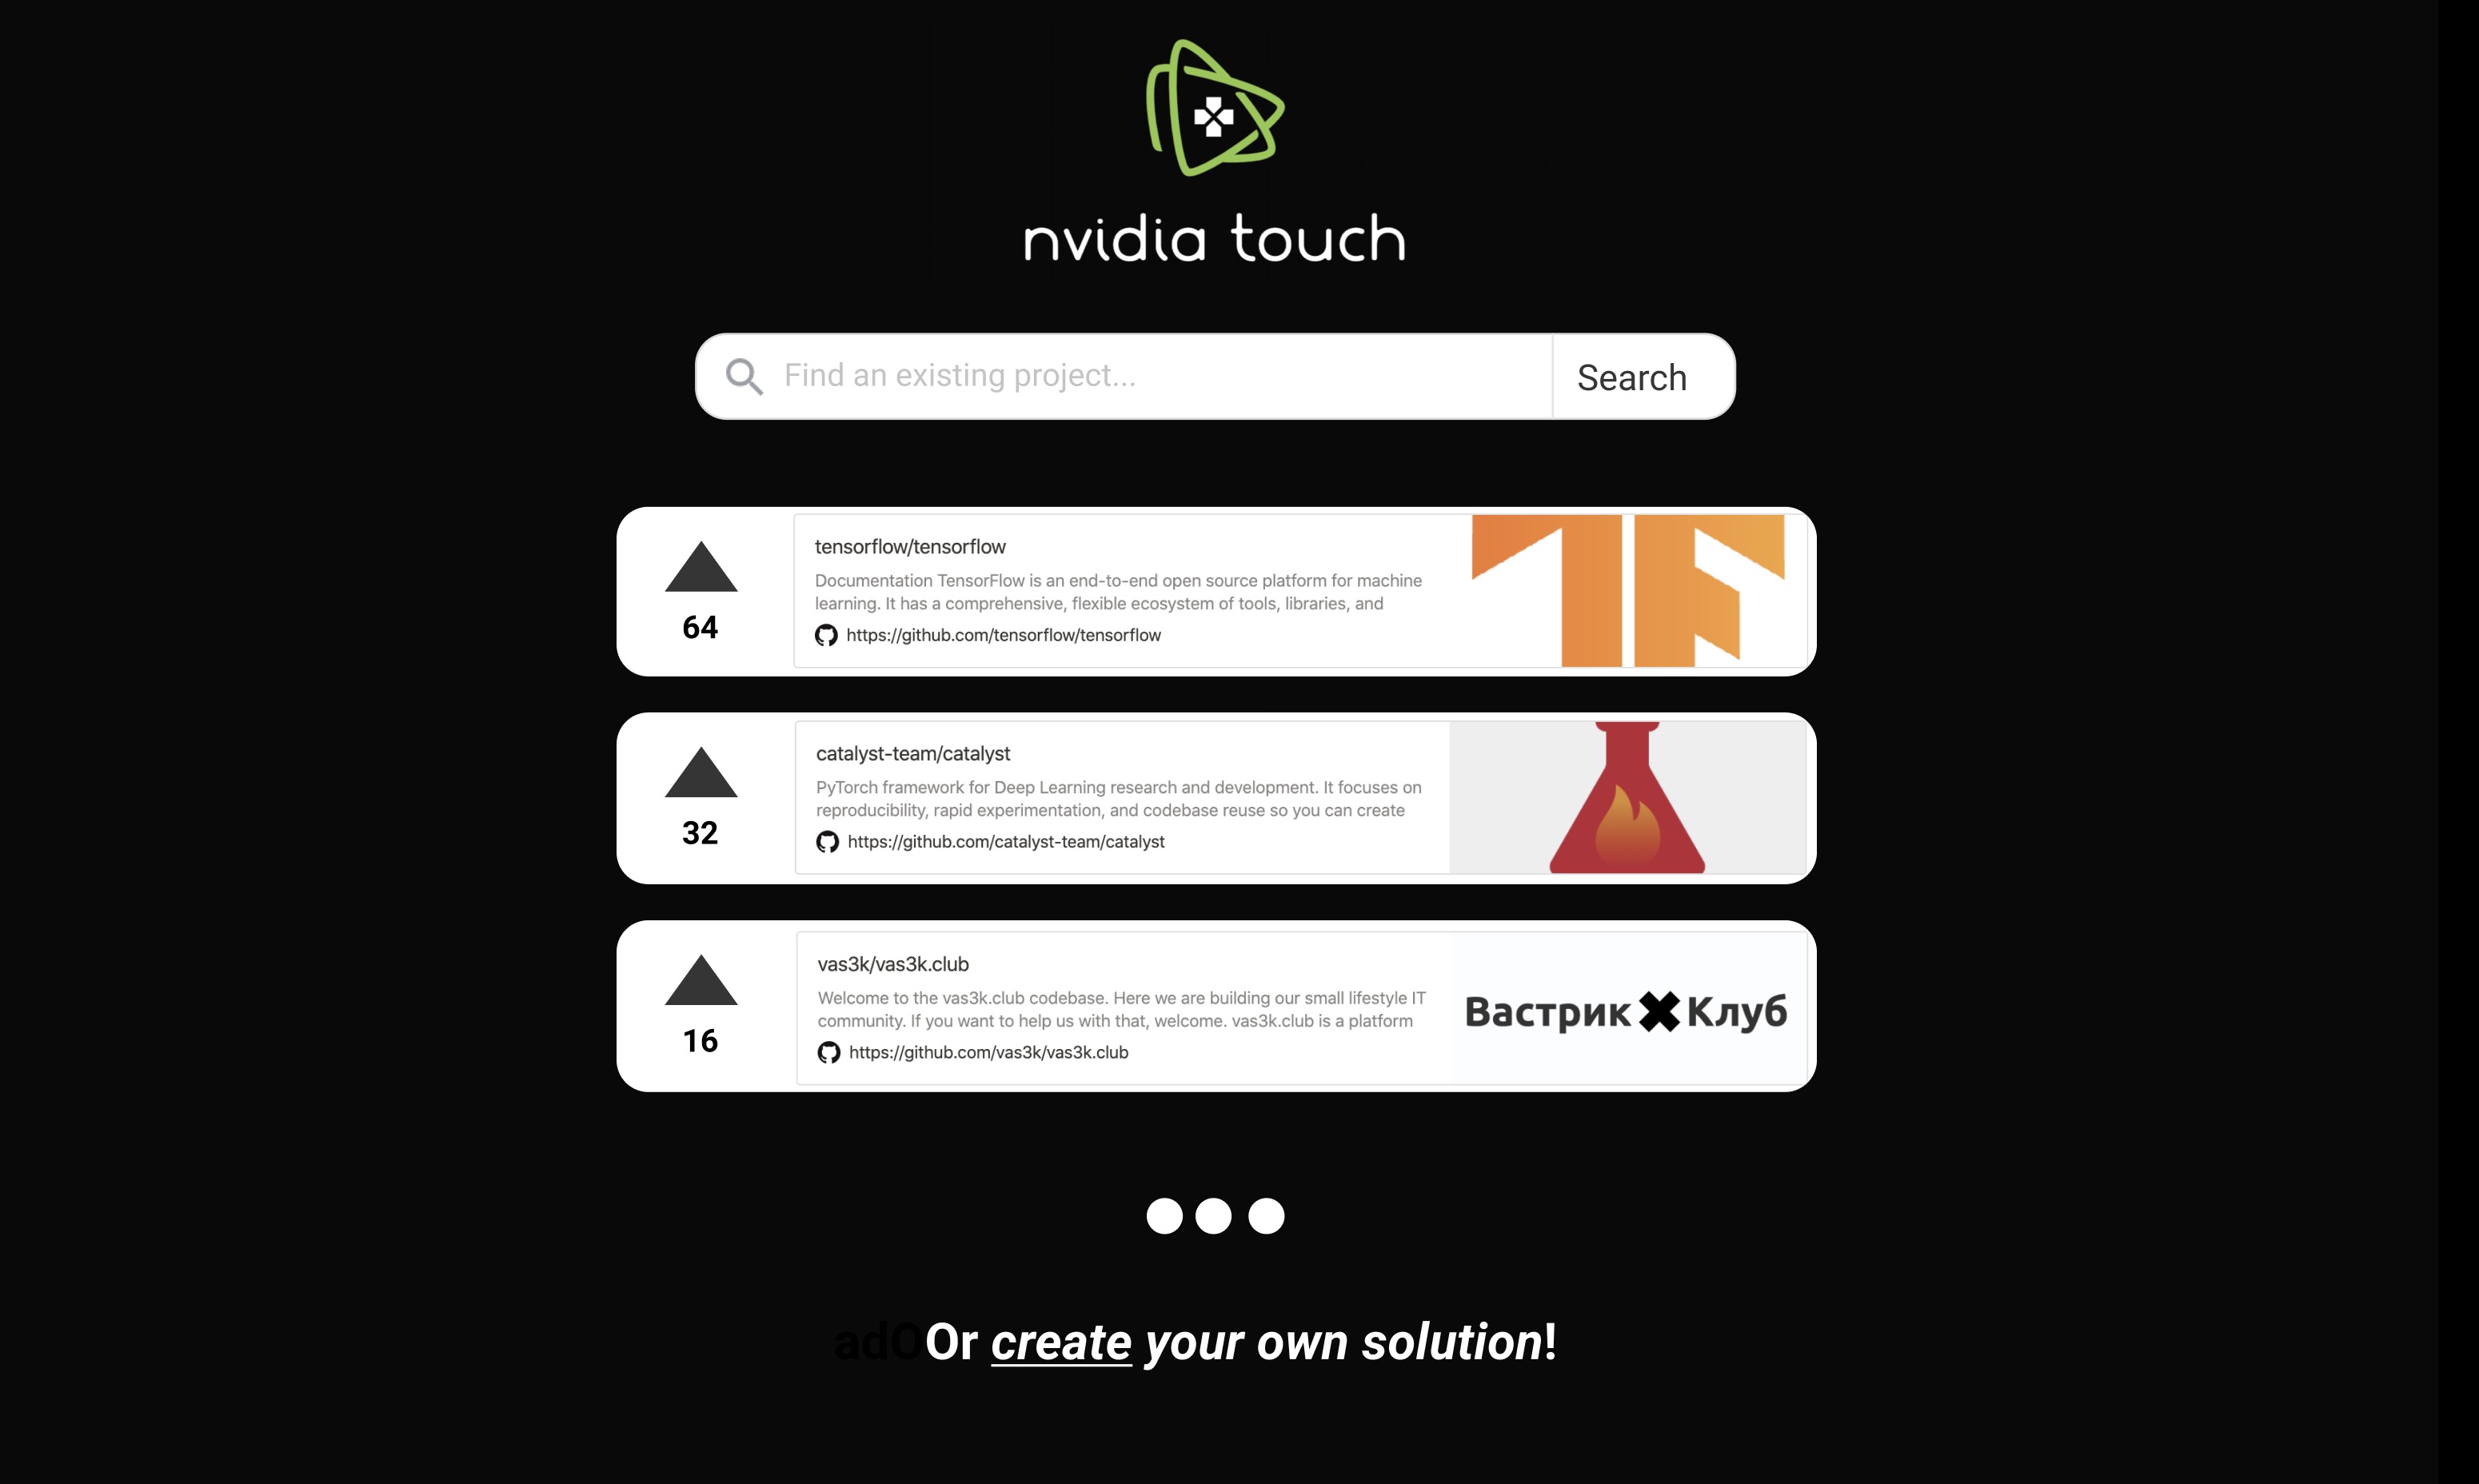 nvidia touch
Find an existing project...
Search
64
tensorflow/tensorflow
Documentation TensorFlow is an end-to-end open source platform for machine
learning. It has a comprehensive, flexible ecosystem of tools, libraries, and
https://github.com/tensorflow/tensorflow
32
catalyst-team/catalyst
PyTorch framework for Deep Learning research and development. It focuses on
reproducibility, rapid experimentation, and codebase reuse so you can create
https://github.com/catalyst-team/catalyst
16
vas3k/vas3k.club
Welcome to the vas3k.club codebase. Here we are building our small lifestyle IT
community. If you want to help us with that, welcome. vas3k.club is a platform
https://github.com/vas3k/vas3k.club
Вастрик Клуб
adOOr create your own solution!